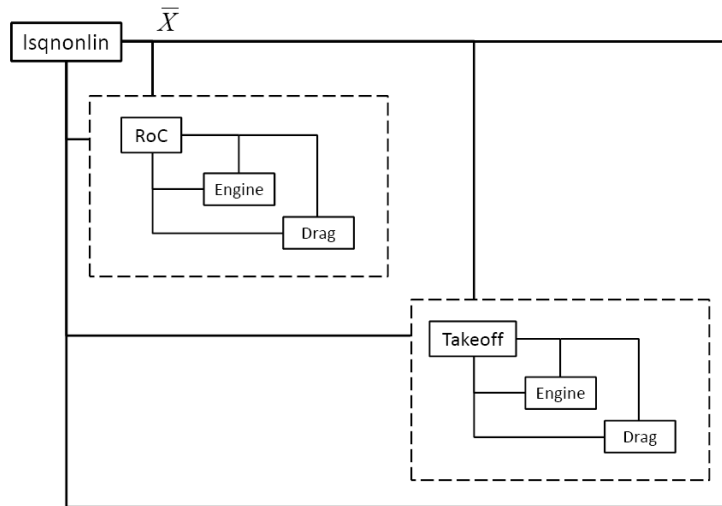 lsqnonlin
X̅
RoC
Engine
Drag
Takeoff
Engine
Drag